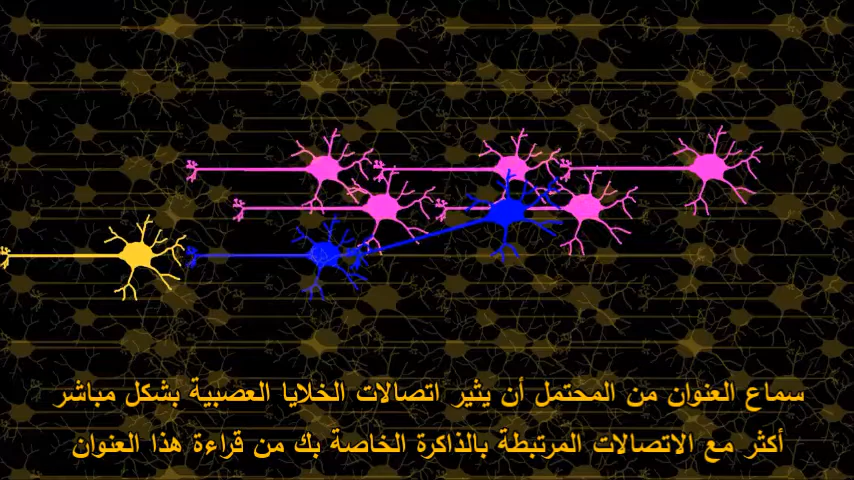 سماع العنوان من المحتمل أن يثير اتصالات الخلايا العصبية بشكل مباشر
أكثر مع الاتصالات المرتبطة بالذاكرة الخاصة بك من قراءة هذا العنوان